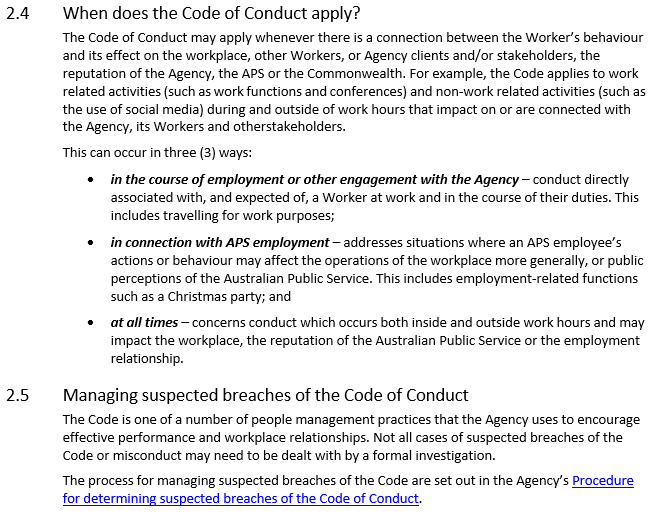 2.4 When does the Code of Conduct apply?
The Code of Conduct may apply whenever there is a connection between the Worker's behaviour
and its effect on the workplace, other Workers, or Agency clients and/or stakeholders, the
reputation of the Agency, the APS or the Commonwealth. For example, the Code applies to work
related activities (such as work functions and conferences) and non-work related activities (such as
the use of social media) during and outside of work hours that impact on or are connected with
the Agency, its Workers and otherstakeholders.
This can occur in three (3) ways:
• in the course of employment or other engagement with the Agency – conduct directly
associated with, and expected of, a Worker at work and in the course of their duties. This
includes travelling for work purposes;
• in connection with APS employment – addresses situations where an APS employee's
actions or behaviour may affect the operations of the workplace more generally, or public
perceptions of the Australian Public Service. This includes employment-related functions
such as a Christmas party; and
• at all times – concerns conduct which occurs both inside and outside work hours and may
impact the workplace, the reputation of the Australian Public Service or the employment
relationship.
2.5 Managing suspected breaches of the Code of Conduct
The Code is one of a number of people management practices that the Agency uses to encourage
effective performance and workplace relationships. Not all cases of suspected breaches of the
Code or misconduct may need to be dealt with by a formal investigation.
The process for managing suspected breaches of the Code are set out in the Agency's Procedure
for determining suspected breaches of the Code of Conduct.